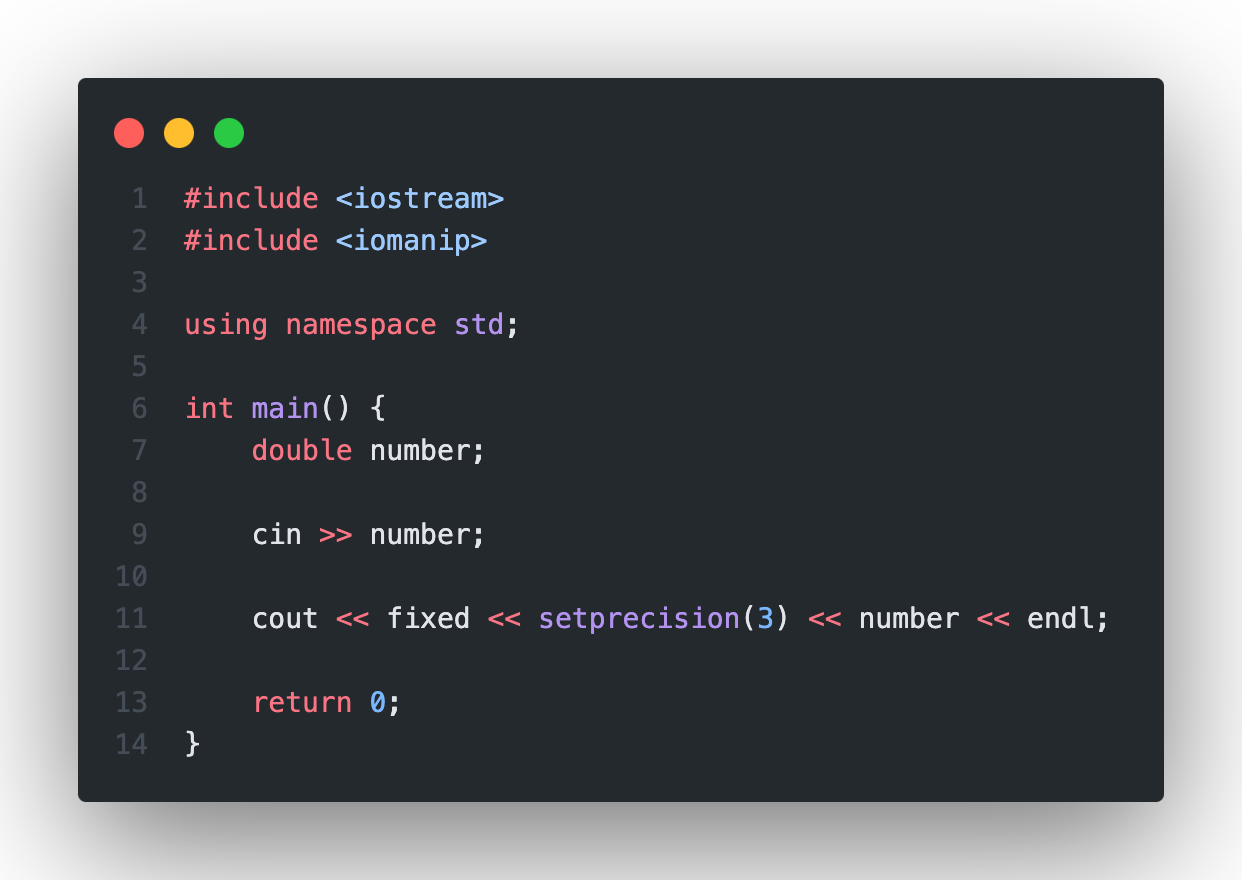 1 #include <iostream>
2 #include <iomanip>
3
4 using namespace std;
5
6 int main() {
7     double number;
8
9     cin >> number;
10
11     cout << fixed << setprecision(3) << number << endl;
12
13     return 0;
14 }